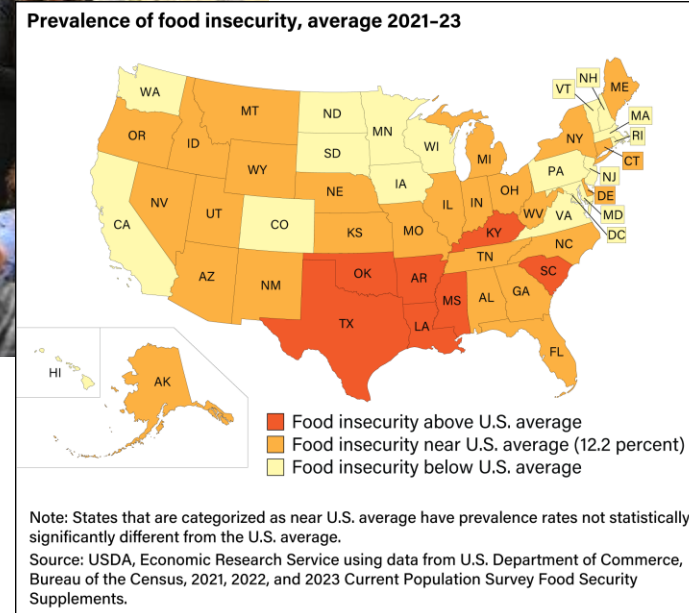 Prevalence of food insecurity, average 2021–23
WA
MT
ND
MN
VT
NH
ME
OR
ID
SD
WI
MI
NY
MA
RI
CT
WY
IA
PA
NJ
NV
UT
CO
NE
IL
IN
OH
WV
VA
DE
MD
DC
CA
KS
MO
KY
NC
TN
AZ
NM
OK
AR
SC
TX
LA
MS
AL
GA
FL
HI
AK
Food insecurity above U.S. average
Food insecurity near U.S. average (12.2 percent)
Food insecurity below U.S. average
Note: States that are categorized as near U.S. average have prevalence rates not statistically
significantly different from the U.S. average.
Source: USDA, Economic Research Service using data from U.S. Department of Commerce,
Bureau of the Census, 2021, 2022, and 2023 Current Population Survey Food Security
Supplements.